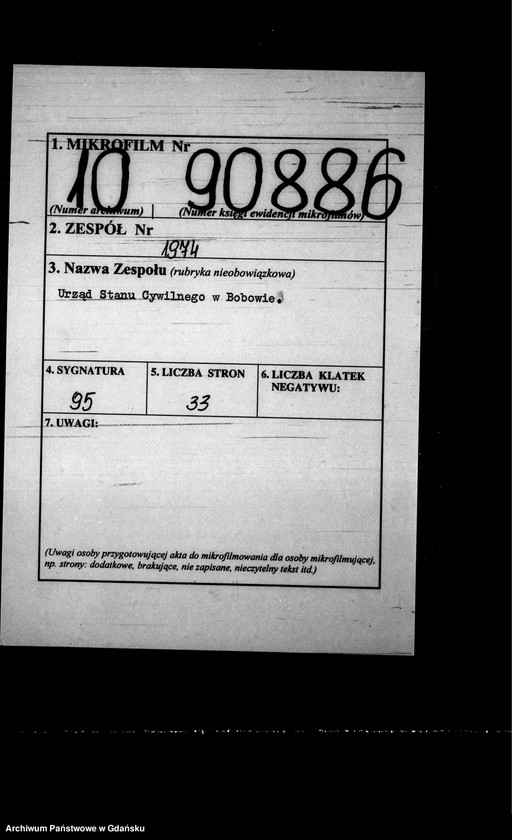 1. MIKROFILM Nr
10 90886
(Numer archiwum) (Numer księgi ewidencji mikrofilmów)
2. ZESPÓŁ Nr
1974
3. Nazwa Zespołu (rubryka nieobowiązkowa)
Urząd Stanu Cywilnego w Bobowie.
4. SYGNATURA 5. LICZBA STRON 6. LICZBA KLATEK
NEGATYWU:
95 33
7. UWAGI:
(Uwagi osoby przygotowującej akta do mikrofilmowania dla osoby mikrofilmującej,
np. strony: dodatkowe, brakujące, nie zapisane, nieczytelny tekst itd.)
Archiwum Państwowe w Gdańsku